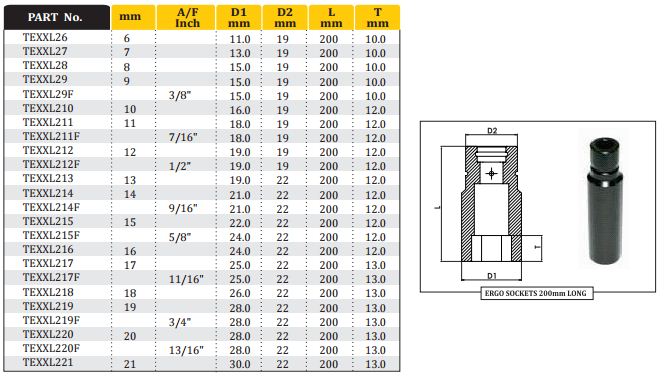 PART No. mm A/F Inch D1 mm D2 mm L mm T mm
TEXXL26 6 11.0 19 200 10.0
TEXXL27 7 13.0 19 200 10.0
TEXXL28 8 15.0 19 200 10.0
TEXXL29 9 15.0 19 200 10.0
TEXXL29F 3/8" 15.0 19 200 10.0
TEXXL210 10 16.0 19 200 12.0
TEXXL211 11 18.0 19 200 12.0
TEXXL211F 7/16" 18.0 19 200 12.0
TEXXL212 12 19.0 19 200 12.0
TEXXL212F 1/2" 19.0 19 200 12.0
TEXXL213 13 19.0 22 200 12.0
TEXXL214 14 21.0 22 200 12.0
TEXXL214F 9/16" 21.0 22 200 12.0
TEXXL215 15 22.0 22 200 12.0
TEXXL215F 5/8" 24.0 22 200 12.0
TEXXL216 16 24.0 22 200 12.0
TEXXL217 17 25.0 22 200 13.0
TEXXL217F 11/16" 25.0 22 200 13.0
TEXXL218 18 26.0 22 200 13.0
TEXXL219 19 28.0 22 200 13.0
TEXXL219F 3/4" 28.0 22 200 13.0
TEXXL220 20 28.0 22 200 13.0
TEXXL220F 13/16" 28.0 22 200 13.0
TEXXL221 21 30.0 22 200 13.0
D2
L
T
D1
ERGO SOCKETS 200mm LONG